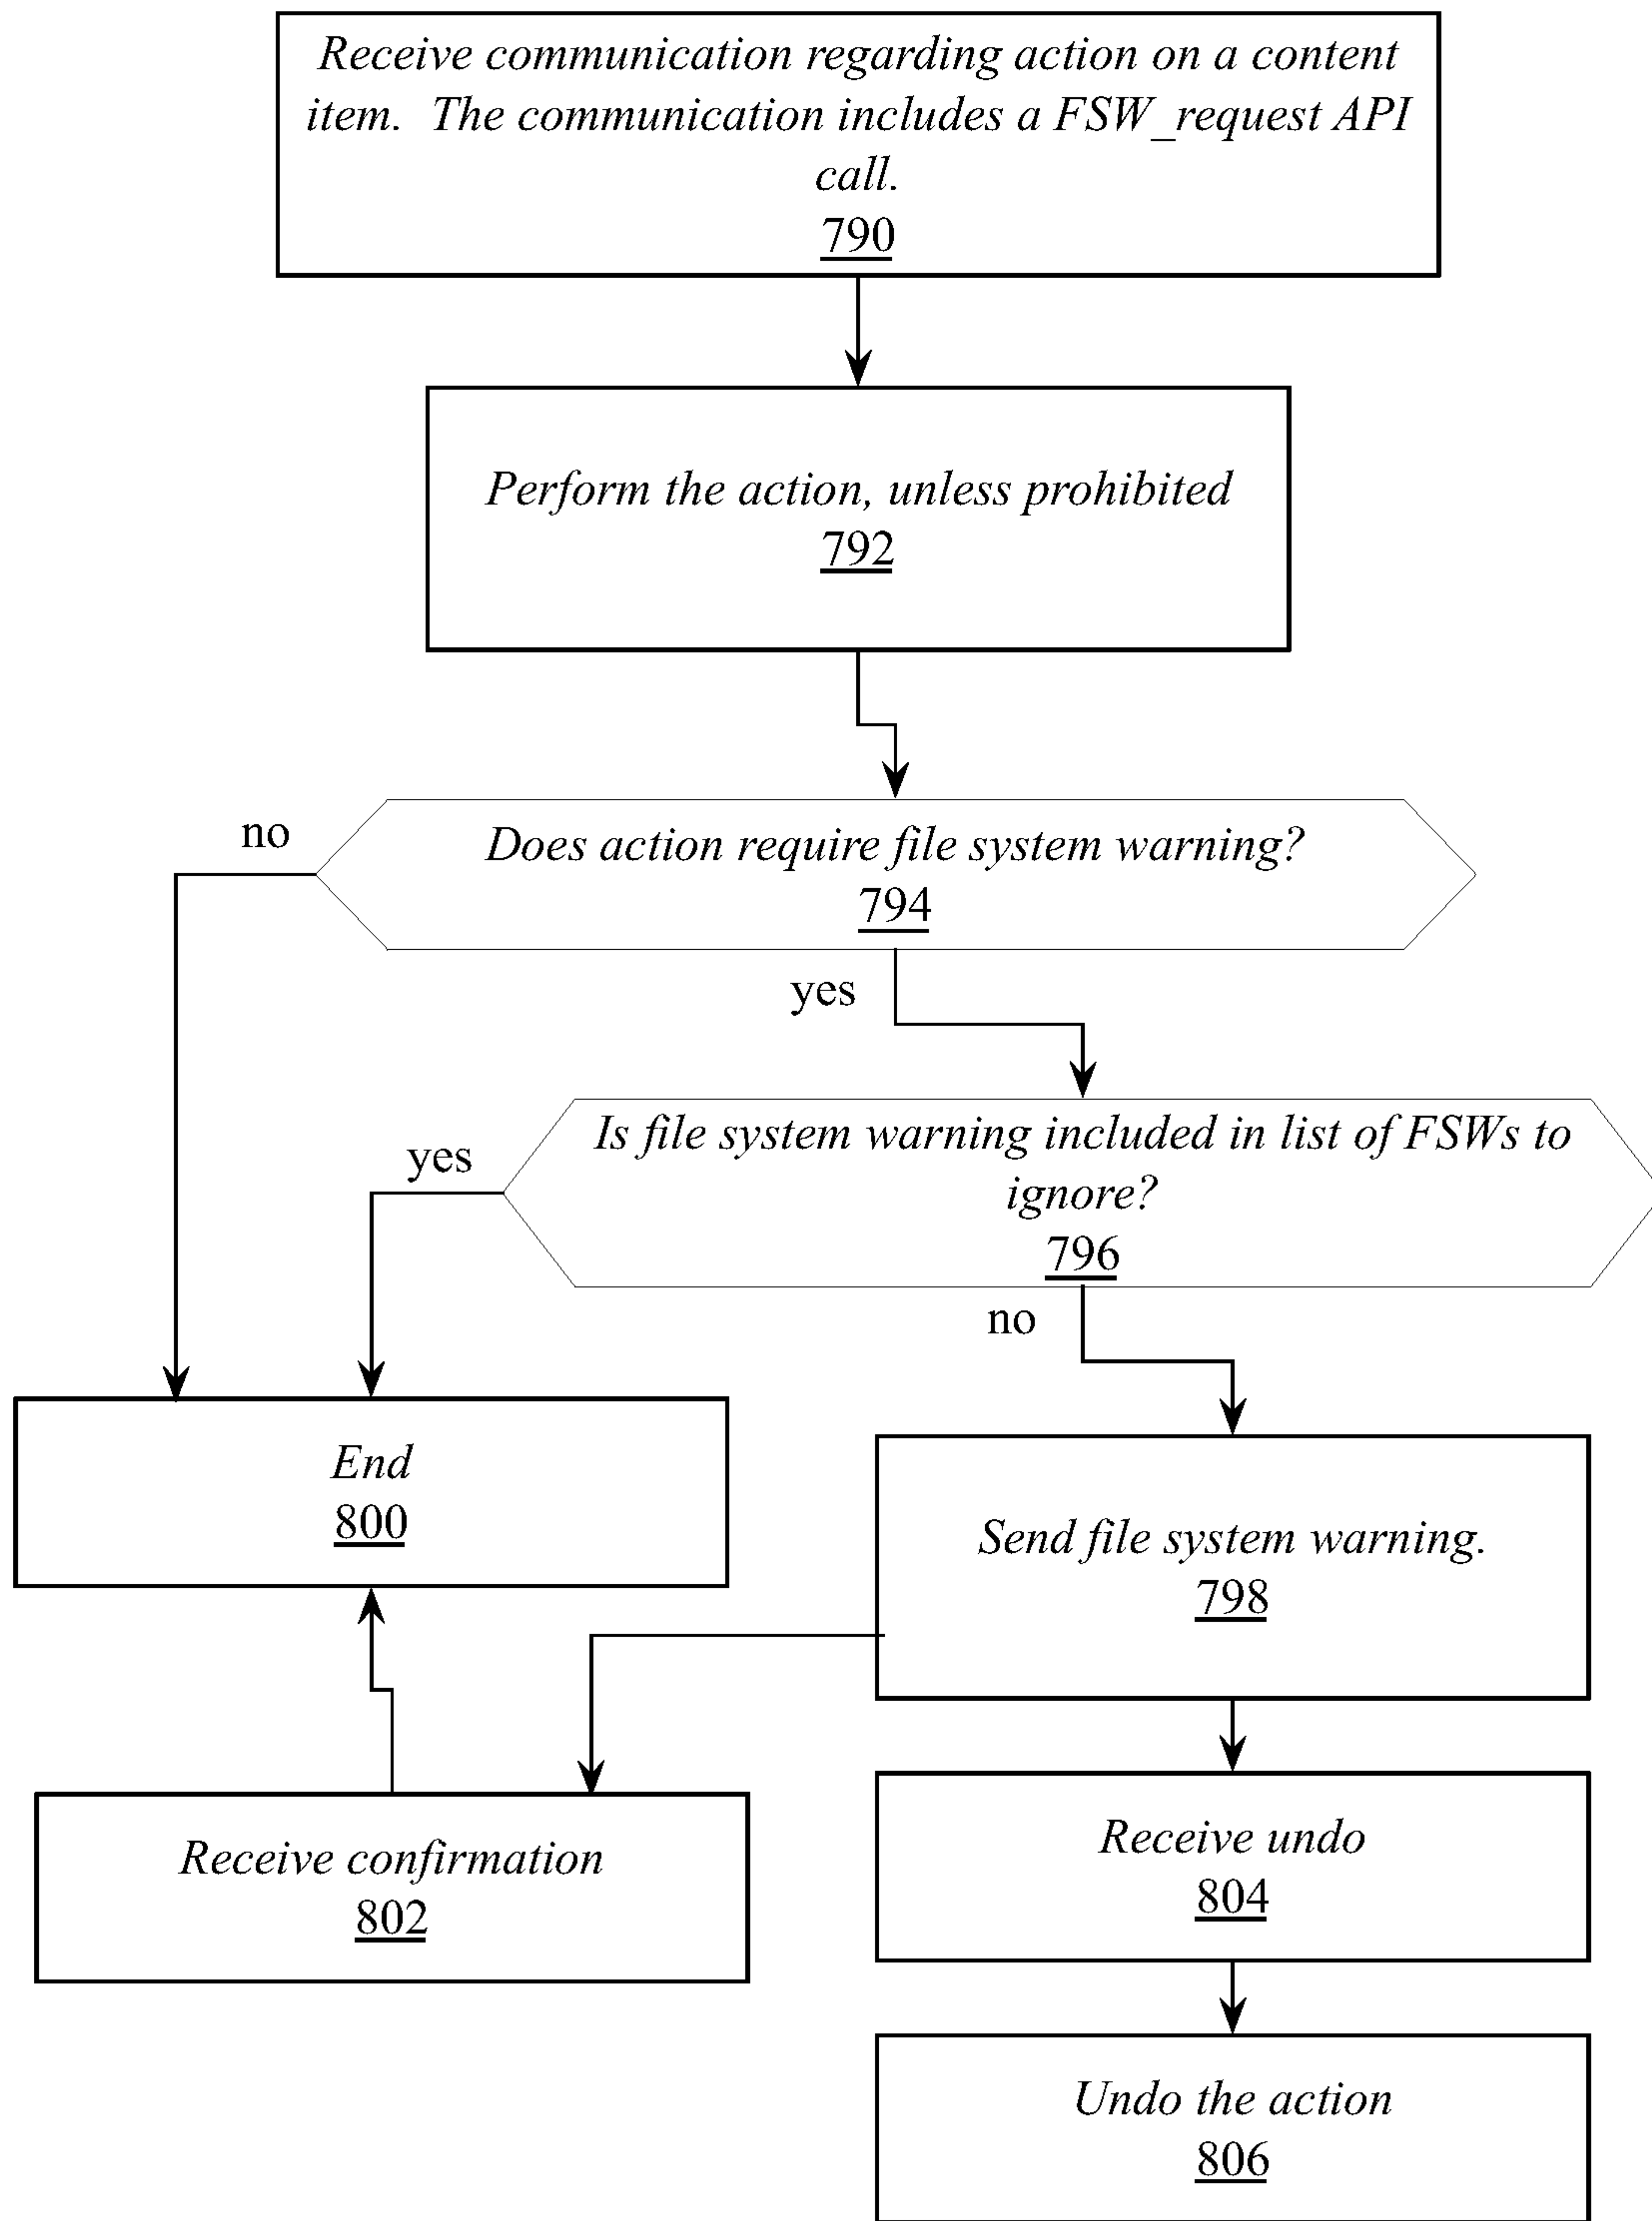 Receive communication regarding action on a content
item.  The communication includes a FSW_request API
call.
790
Perform the action, unless prohibited
792
no
Does action require file system warning?
794
yes
Is file system warning included in list of FSWs to
ignore?
796
yes
no
End
800
Send file system warning.
798
Receive confirmation
802
Receive undo
804
Undo the action
806